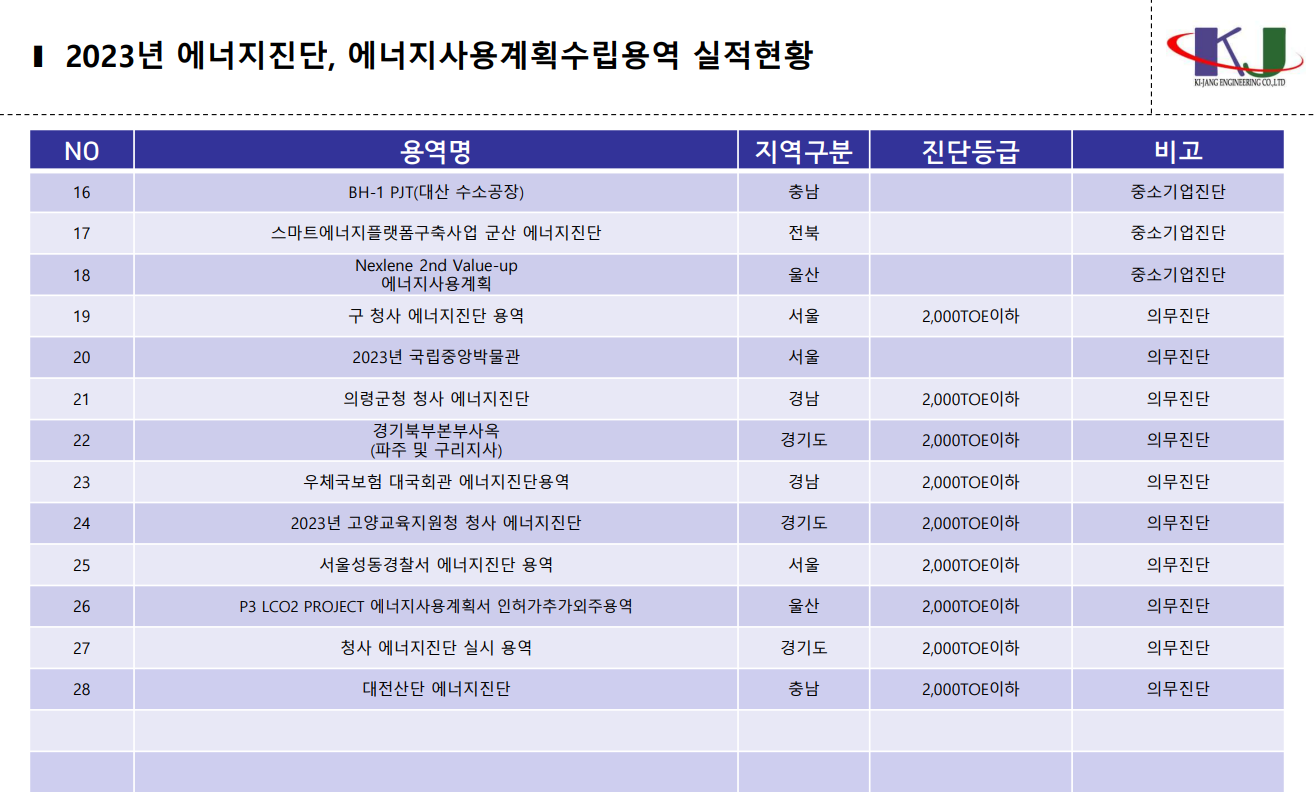 2023년 에너지진단, 에너지사용계획수립용역 실적현황
KJ
KI-JANG ENGINEERING CO.,LTD
NO 용역명 지역구분 진단등급 비고
16 BH-1 PJT(대산 수소공장) 충남 중소기업진단
17 스마트에너지플랫폼구축사업 군산 에너지진단 전북 중소기업진단
18 Nexlene 2nd Value-up
에너지사용계획 울산 중소기업진단
19 구 청사 에너지진단 용역 서울 2,000TOE이하 의무진단
20 2023년 국립중앙박물관 서울 의무진단
21 의령군청 청사 에너지진단 경남 2,000TOE이하 의무진단
22 경기북부본부사옥
(파주 및 구리지사) 경기도 2,000TOE이하 의무진단
23 우체국보험 대국회관 에너지진단용역 경남 2,000TOE이하 의무진단
24 2023년 고양교육지원청 청사 에너지진단 경기도 2,000TOE이하 의무진단
25 서울성동경찰서 에너지진단 용역 서울 2,000TOE이하 의무진단
26 P3 LCO2 PROJECT 에너지사용계획서 인허가추가외주용역 울산 2,000TOE이하 의무진단
27 청사 에너지진단 실시 용역 경기도 2,000TOE이하 의무진단
28 대전산단 에너지진단 충남 2,000TOE이하 의무진단